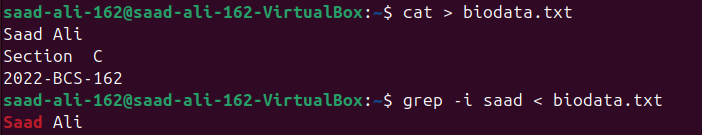 saad-ali-162@saad-ali-162-VirtualBox:~$ cat > biodata.txt
Saad Ali
Section  C
2022-BCS-162
saad-ali-162@saad-ali-162-VirtualBox:~$ grep -i saad < biodata.txt
Saad Ali